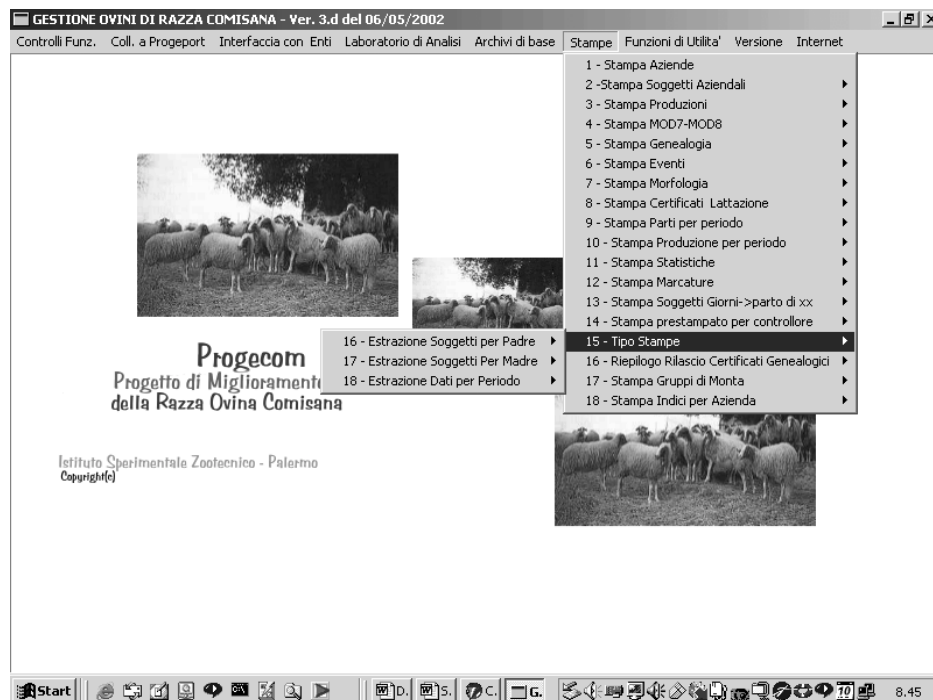 GESTIONE OVINI DI RAZZA COMISANA - Ver. 3.d del 06/05/2002
Controlli Funz. Coll. a Progeport Interfaccia con Enti Laboratorio di Analisi Archivi di base Stampe Funzioni di Utilita' Versione Internet
1 - Stampa Aziende
2 -Stampa Soggetti Aziendali
3 - Stampa Produzioni
4 - Stampa MOD7-MOD8
5 - Stampa Genealogia
6 - Stampa Eventi
7 - Stampa Morfologia
8 - Stampa Certificati Lattazione
9 - Stampa Parti per periodo
10 - Stampa Produzione per periodo
11 - Stampa Statistiche
12 - Stampa Marcature
13 - Stampa Soggetti Giorni->parto di xx
14 - Stampa prestampato per controllore
15 - Tipo Stampe
16 - Riepilogo Rilascio Certificati Genealogici
17 - Stampa Gruppi di Monta
18 - Stampa Indici per Azienda
16 - Estrazione Soggetti per Padre
17 - Estrazione Soggetti Per Madre
18 - Estrazione Dati per Periodo
Progecom
Progetto di Miglioramento
della Razza Ovina Comisana
Istituto Sperimentale Zootecnico - Palermo
Copyright(c)
Start D. S. C. G. 10 8.45